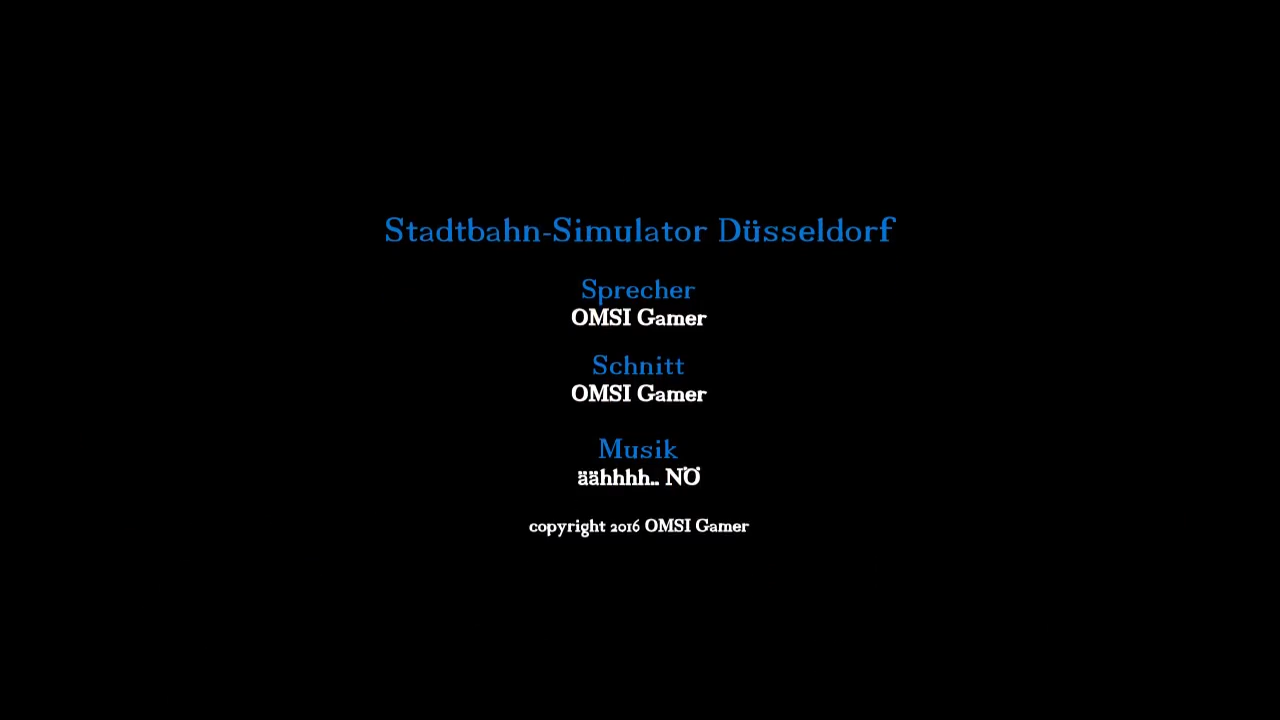 Stadtbahn-Simulator Düsseldorf
Sprecher
OMSI Gamer
Schnitt
OMSI Gamer
Musik
äähhhh.. NÖ
copyright 2016 OMSI Gamer